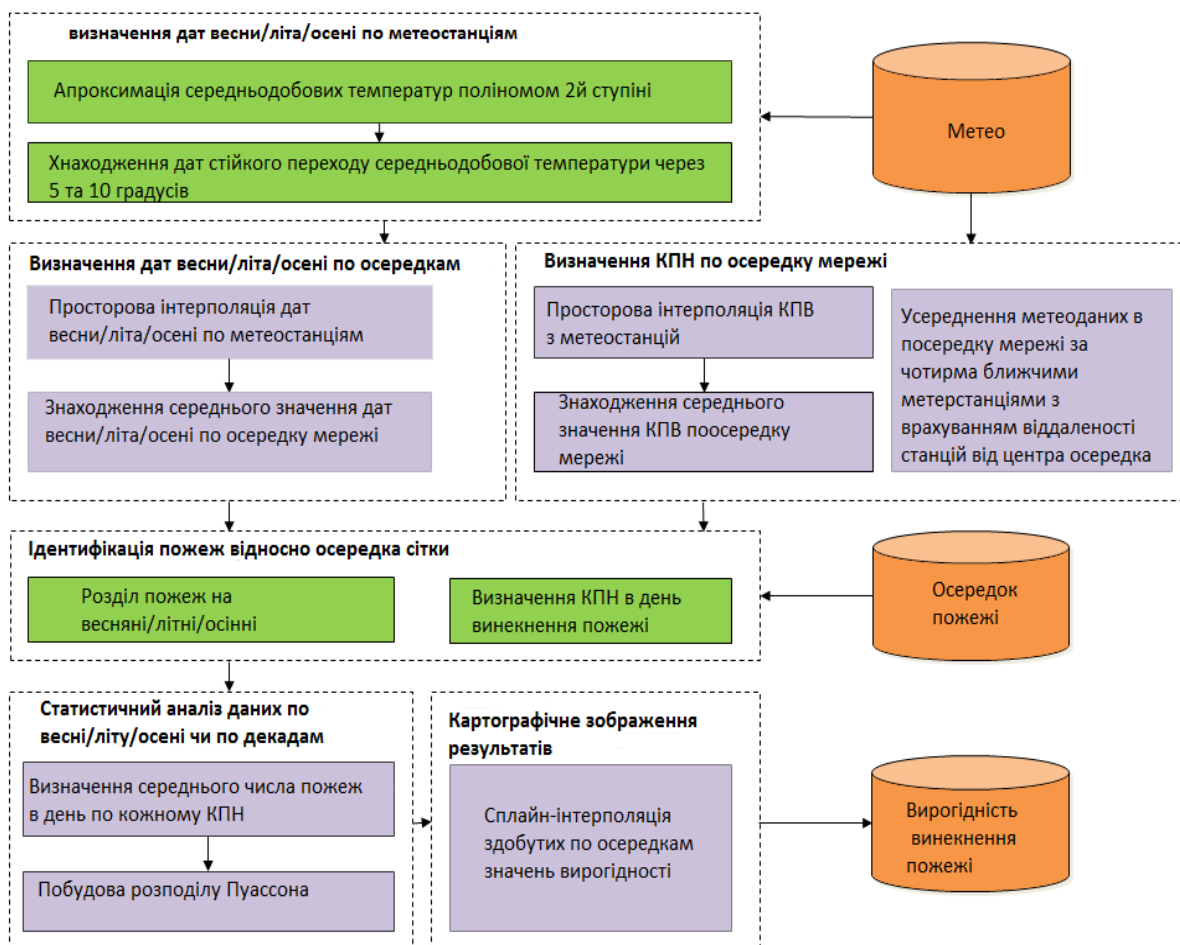 визначення дат весни/літа/осені по метеостанціям
Апроксимація середньодобових температур поліномом 2й ступіні
Хнаходження дат стійкого переходу середньодобової температури через
5 та 10 градусів
Метео
Визначення дат весни/літа/осені по осередкам
Просторова інтерполяція дат
весни/літа/осені по метеостанціям
Знаходження середнього значення дат
весни/літа/осені по осередку мережі
Визначення КПН по осередку мережі
Просторова інтерполяція КПВ
з метеостанцій
Знаходження середнього
значення КПВ поосередку
мережі
Усереднення метеоданих в
посередку мережі за
чотирма ближчими
метерстанціями з
врахуванням віддаленості
станцій від центра осередка
Ідентифікація пожеж відносно осередка сітки
Розділ пожеж на
весняні/літні/осінні
Визначення КПН в день
винекнення пожежі
Осередок
пожежі
Статистичний аналіз даних по
весні/літу/осені чи по декадам
Визначення середнього числа пожеж
в день по кожному КПН
Побудова розподілу Пуассона
Картографічне зображення
результатів
Сплайн-інтерполяція
здобутих по осередкам
значень вирогідності
Вирогідність
винекнення
пожежі